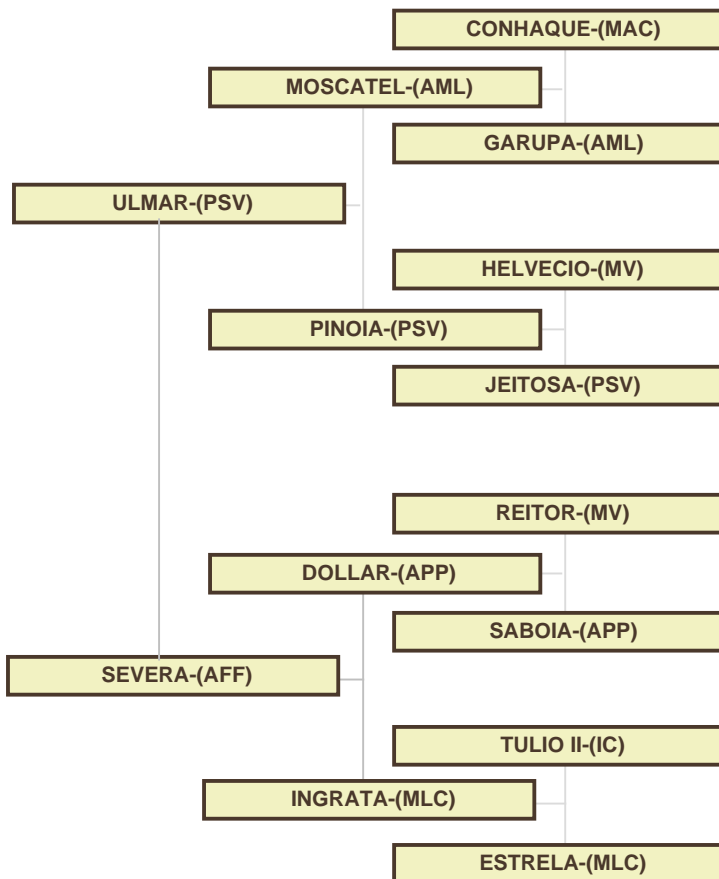 CONHAQUE-(MAC)
MOSCATEL-(AML)
GARUPA-(AML)
ULMAR-(PSV)
HELVECIO-(MV)
PINOIA-(PSV)
JEITOSA-(PSV)
REITOR-(MV)
DOLLAR-(APP)
SABOIA-(APP)
SEVERA-(AFF)
TULIO II-(IC)
INGRATA-(MLC)
ESTRELA-(MLC)